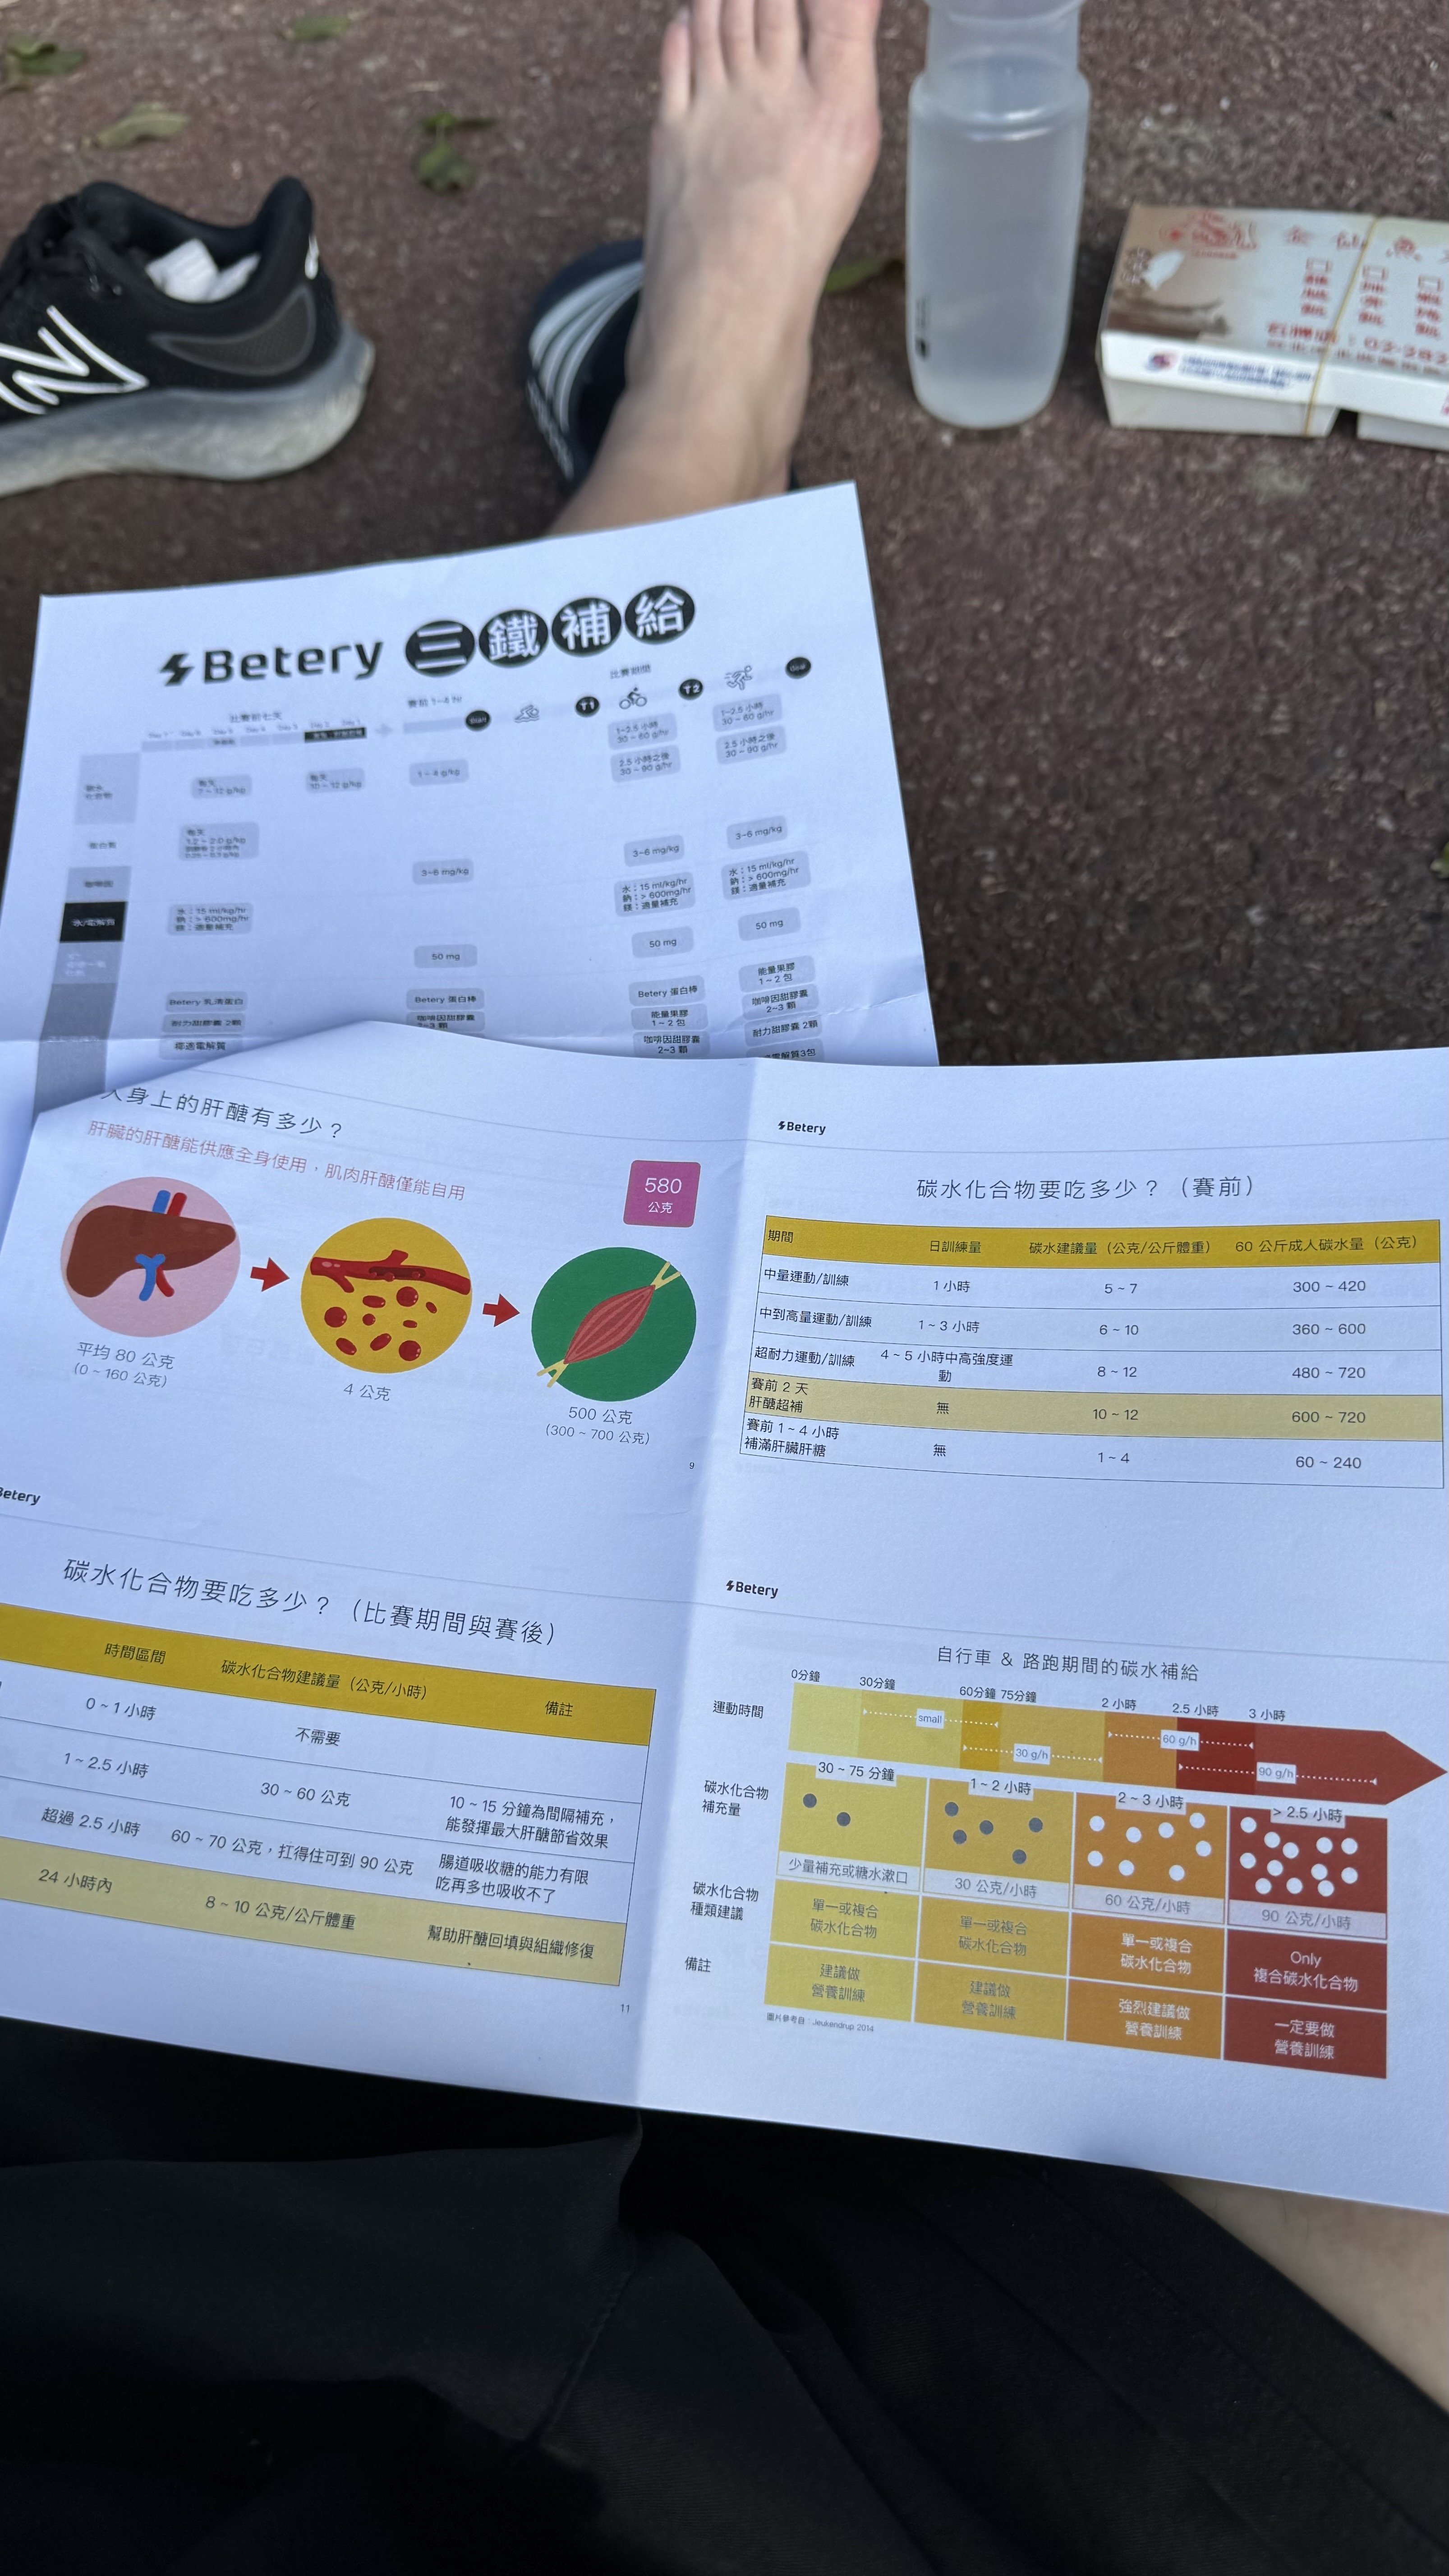 Betery 三鐵補給
比賽前七天
賽前 1~4 hr
比賽期間
Start
T1
T2
Goal
每天
7~12 g/kg
每天
10~12 g/kg
1~4 g/kg
1~2.5 小時
30~60 g/hr
2.5 小時之後
30~90 g/hr
1~2.5 小時
30~60 g/hr
2.5 小時之後
30~90 g/hr
蛋白質
每天
1.2~2.0 g/kg
咖啡因
3~6 mg/kg
3~6 mg/kg
3~6 mg/kg
水/電解質
水：15 ml/kg/hr
鈉：> 600mg/hr
鎂：適量補充
水：15 ml/kg/hr
鈉：> 600mg/hr
鎂：適量補充
水：15 ml/kg/hr
鈉：> 600mg/hr
鎂：適量補充
50 mg
50 mg
50 mg
Betery 乳清蛋白
耐力甜膠囊 2顆
Betery 蛋白棒
咖啡因甜膠囊
Betery 蛋白棒
能量果膠
1~2 包
咖啡因甜膠囊
2~3 顆
能量果膠
1~2 包
咖啡因甜膠囊
2~3 顆
耐力甜膠囊 2顆
電解質3包
人身上的肝醣有多少？
肝臟的肝醣能供應全身使用，肌肉肝醣僅能自用
580
公克
平均 80 公克
(0 ~ 160 公克)
4 公克
500 公克
(300 ~ 700 公克)
9
Betery
碳水化合物要吃多少？（賽前）
期間 日訓練量 碳水建議量（公克/公斤體重） 60 公斤成人碳水量（公克）
中量運動/訓練 1 小時 5 ~ 7 300 ~ 420
中到高量運動/訓練 1 ~ 3 小時 6 ~ 10 360 ~ 600
超耐力運動/訓練 4 ~ 5 小時中高強度運動 8 ~ 12 480 ~ 720
賽前 2 天
肝醣超補 無 10 ~ 12 600 ~ 720
賽前 1 ~ 4 小時
補滿肝臟肝糖 無 1 ~ 4 60 ~ 240
Betery
碳水化合物要吃多少？（比賽期間與賽後）
時間區間 碳水化合物建議量（公克/小時） 備註
0 ~ 1 小時 不需要
1 ~ 2.5 小時 30 ~ 60 公克 10 ~ 15 分鐘為間隔補充，
能發揮最大肝醣節省效果
超過 2.5 小時 60 ~ 70 公克，扛得住可到 90 公克 腸道吸收糖的能力有限
吃再多也吸收不了
24 小時內 8 ~ 10 公克/公斤體重 幫助肝醣回填與組織修復
11
Betery
自行車 & 路跑期間的碳水補給
0分鐘 30分鐘 60分鐘 75分鐘 2 小時 2.5 小時 3 小時
運動時間
small
30 g/h
60 g/h
90 g/h
碳水化合物
補充量
30 ~ 75 分鐘
1 ~ 2 小時
2 ~ 3 小時
> 2.5 小時
少量補充或糖水漱口
30 公克/小時
60 公克/小時
90 公克/小時
碳水化合物
種類建議
單一或複合
碳水化合物
單一或複合
碳水化合物
單一或複合
碳水化合物
Only
複合碳水化合物
備註
建議做
營養訓練
建議做
營養訓練
強烈建議做
營養訓練
一定要做
營養訓練
圖片參考自：Jeukendrup 2014